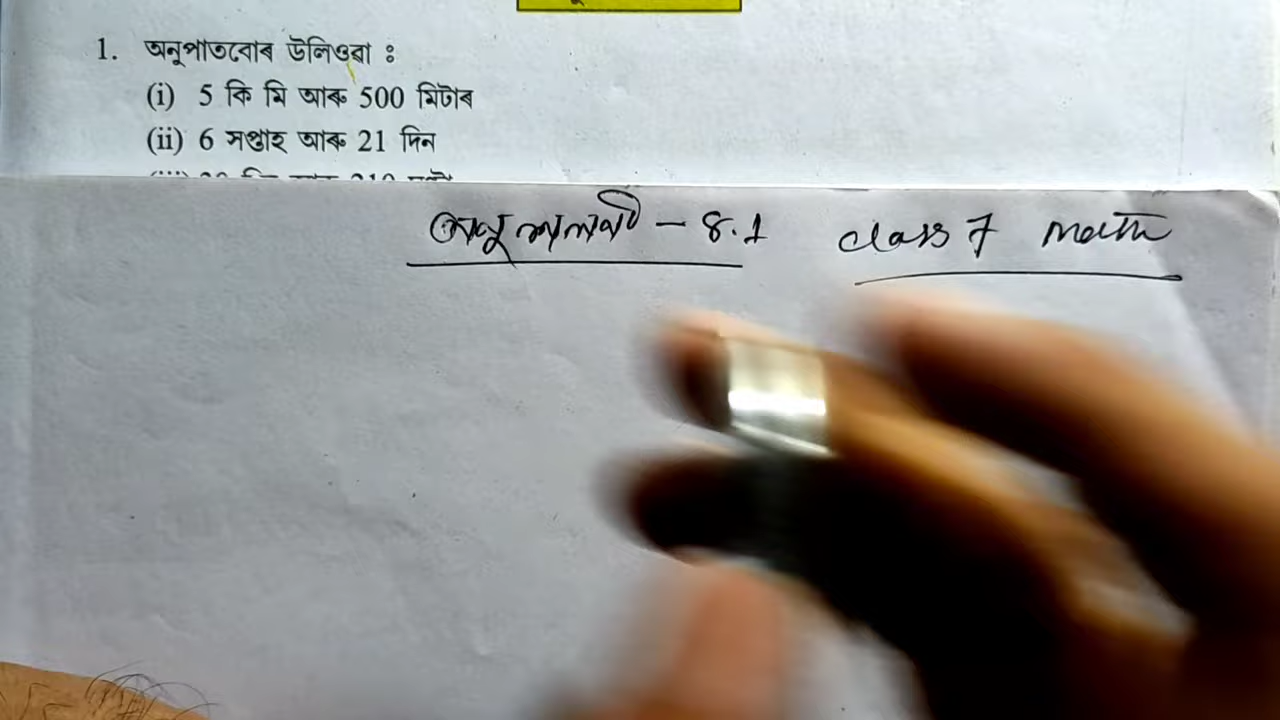 1. অনুপাতবোৰ উলিওৱা :
(i) 5 কি মি আৰু 500 মিটাৰ
(ii) 6 সপ্তাহ আৰু 21 দিন
অনুশীলনী – 8.1 class 7 math